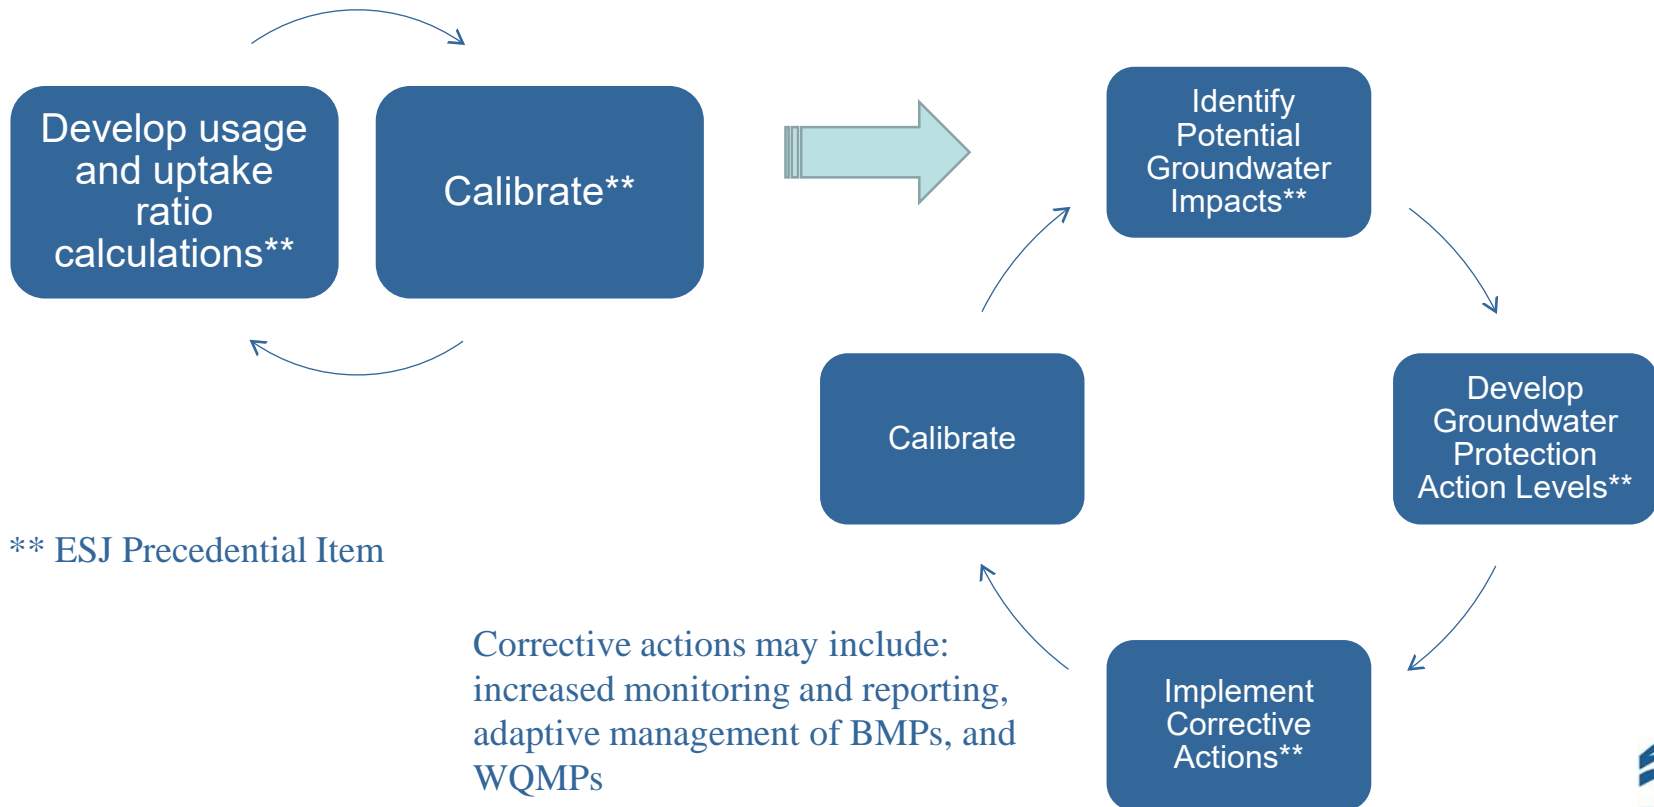 Develop usage
and uptake
ratio
calculations**
Calibrate**
Identify
Potential
Groundwater
Impacts**
Develop
Groundwater
Protection
Action Levels**
Implement
Corrective
Actions**
Calibrate
** ESJ Precedential Item
Corrective actions may include:
increased monitoring and reporting,
adaptive management of BMPs, and
WQMPs